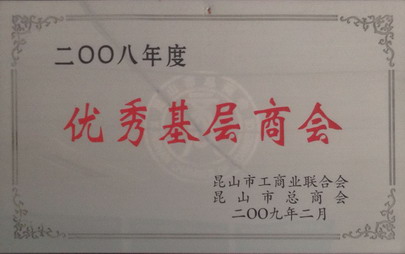 二〇〇八年度
优秀基层商会
昆山市工商业联合会
昆山市总商会
二〇〇九年二月